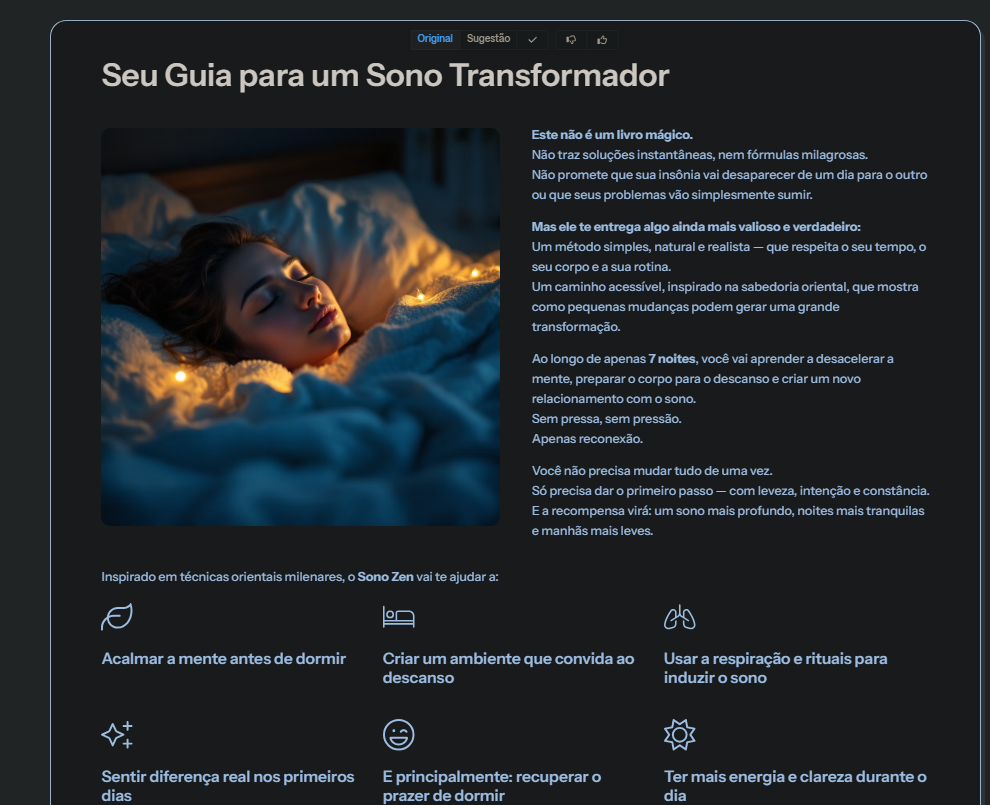 Original Sugestão
Seu Guia para um Sono Transformador
Este não é um livro mágico.
Não traz soluções instantâneas, nem fórmulas milagrosas.
Não promete que sua insônia vai desaparecer de um dia para o outro
ou que seus problemas vão simplesmente sumir.
Mas ele te entrega algo ainda mais valioso e verdadeiro:
Um método simples, natural e realista — que respeita o seu tempo, o
seu corpo e a sua rotina.
Um caminho acessível, inspirado na sabedoria oriental, que mostra
como pequenas mudanças podem gerar uma grande
transformação.
Ao longo de apenas 7 noites, você vai aprender a desacelerar a
mente, preparar o corpo para o descanso e criar um novo
relacionamento com o sono.
Sem pressa, sem pressão.
Apenas reconexão.
Você não precisa mudar tudo de uma vez.
Só precisa dar o primeiro passo — com leveza, intenção e constância.
E a recompensa virá: um sono mais profundo, noites mais tranquilas
e manhãs mais leves.
Inspirado em técnicas orientais milenares, o Sono Zen vai te ajudar a:
Acalmar a mente antes de dormir
Criar um ambiente que convida ao
descanso
Usar a respiração e rituais para
induzir o sono
Sentir diferença real nos primeiros
dias
E principalmente: recuperar o
prazer de dormir
Ter mais energia e clareza durante o
dia